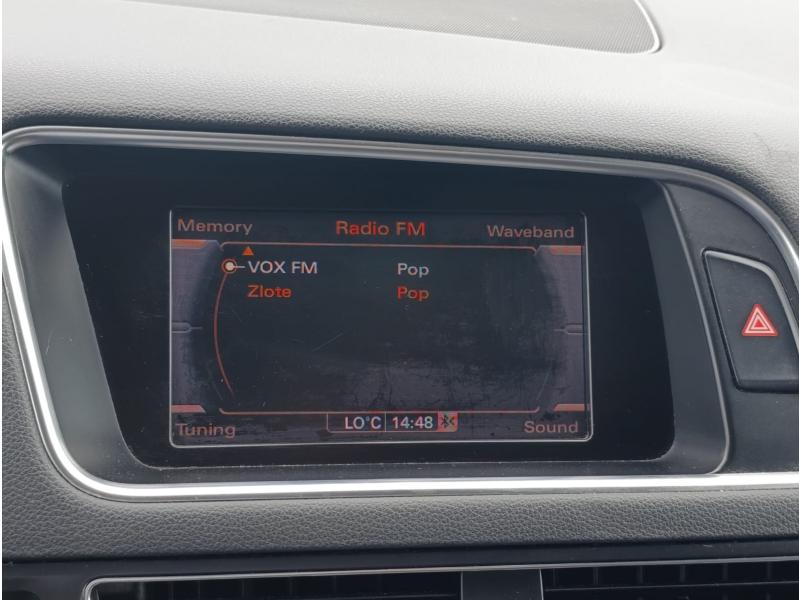 Memory Radio FM Waveband
VOX FM Pop
Zlote Pop
LO°C 14:48
Tuning Sound